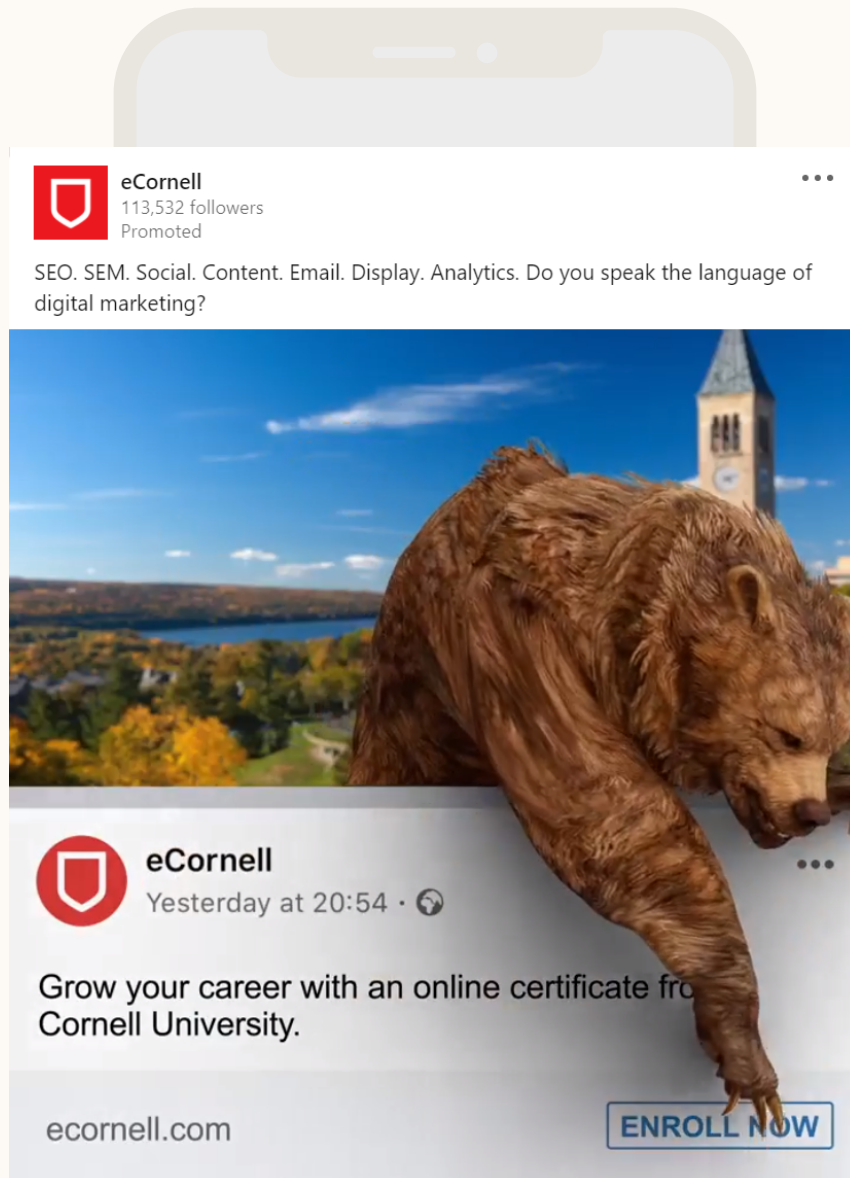 eCornell
113,532 followers
Promoted
SEO. SEM. Social. Content. Email. Display. Analytics. Do you speak the language of
digital marketing?
eCornell
Yesterday at 20:54 ·
Grow your career with an online certificate fro
Cornell University.
ecornell.com
ENROLL NOW